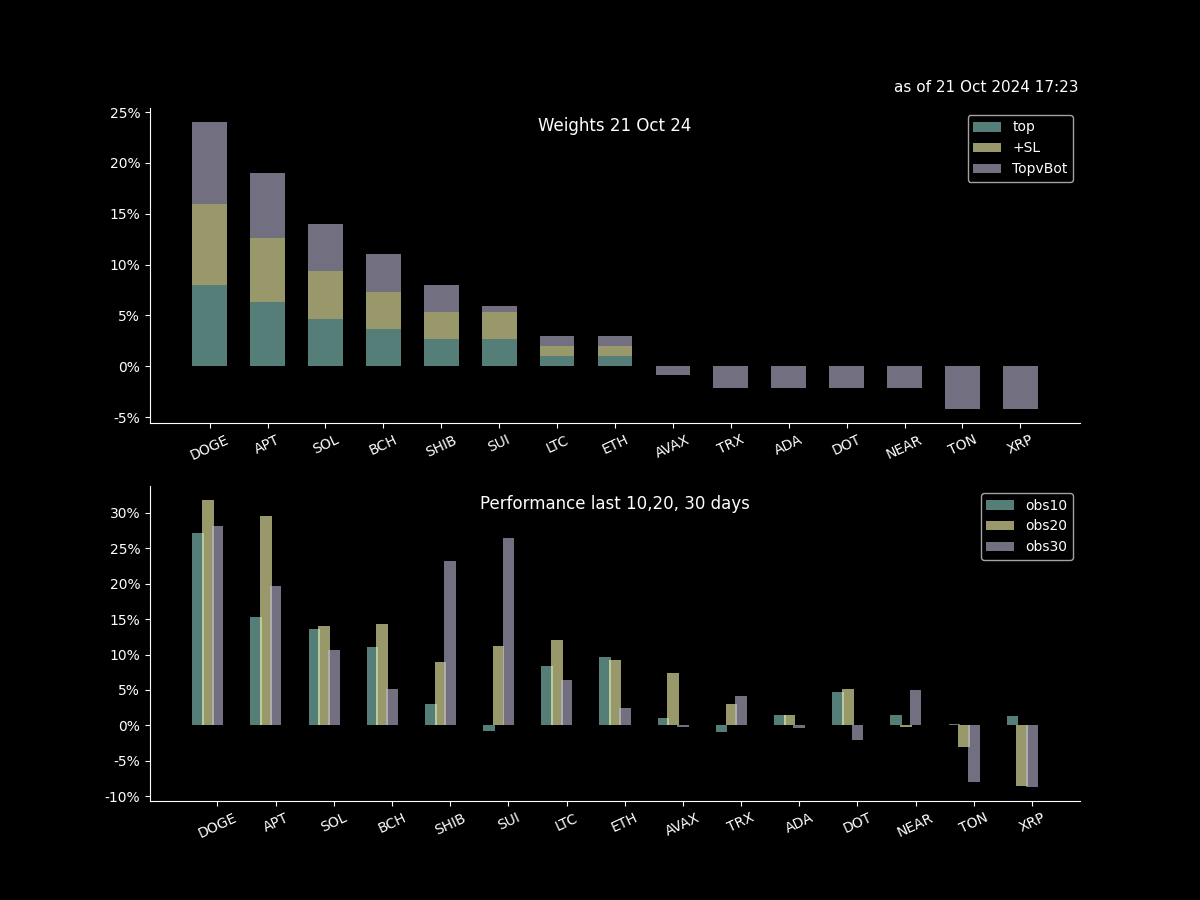 as of 21 Oct 2024 17:23
Weights 21 Oct 24
top
+SL
TopvBot
25%
20%
15%
10%
5%
0%
-5%
DOGE APT SOL BCH SHIB SUI LTC ETH AVAX TRX ADA DOT NEAR TON XRP
Performance last 10,20, 30 days
obs10
obs20
obs30
30%
25%
20%
15%
10%
5%
0%
-5%
-10%
DOGE APT SOL BCH SHIB SUI LTC ETH AVAX TRX ADA DOT NEAR TON XRP